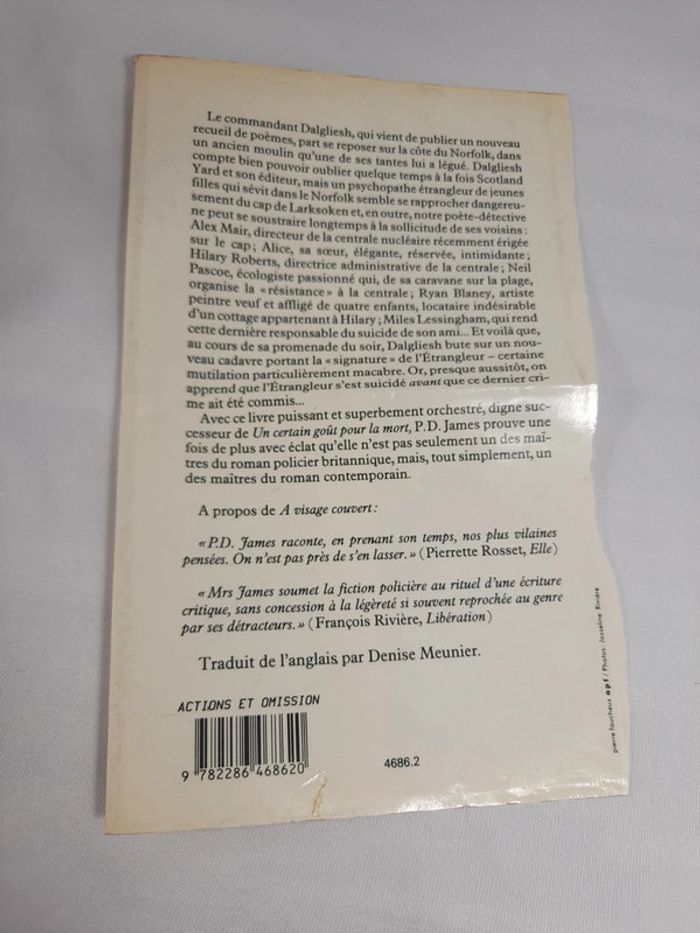 Le commandant Dalgliesh, qui vient de publier un nouveau
recueil de poèmes, part se reposer sur la côte du Norfolk, dans
un ancien moulin qu'une de ses tantes lui a légué. Dalgliesh
compte bien pouvoir oublier quelque temps à la fois Scotland
Yard et son éditeur, mais un psychopathe étrangleur de jeunes
filles qui sévit dans le Norfolk semble se rapprocher dangereu-
sement du cap de Larksoken et, en outre, notre poète-détective
ne peut se soustraire longtemps à la sollicitude de ses voisins :
Alex Mair, directeur de la centrale nucléaire récemment érigée
sur le cap ; Alice, sa sœur, élégante, réservée, intimidante ;
Hilary Roberts, directrice administrative de la centrale ; Neil
Pascoe, écologiste passionné qui, de sa caravane sur la plage,
organise la « résistance » à la centrale ; Ryan Blaney, artiste
peintre veuf et affligé de quatre enfants, locataire indésirable
d'un cottage appartenant à Hilary ; Miles Lessingham, qui rend
cette dernière responsable du suicide de son ami... Et voilà que,
au cours de sa promenade du soir, Dalgliesh bute sur un nou-
veau cadavre portant la « signature » de l'Étrangleur – certaine
mutilation particulièrement macabre. Or, presque aussitôt, on
apprend que l'Étrangleur s'est suicidé avant que ce dernier cri-
me ait été commis...
Avec ce livre puissant et superbement orchestré, digne suc-
cesseur de Un certain goût pour la mort, P.D. James prouve une
fois de plus avec éclat qu'elle n'est pas seulement un des maî-
tres du roman policier britannique, mais, tout simplement, un
des maîtres du roman contemporain.
A propos de A visage couvert :
« P.D. James raconte, en prenant son temps, nos plus vilaines
pensées. On n'est pas près de s'en lasser. » (Pierrette Rosset, Elle)
« Mrs James soumet la fiction policière au rituel d'une écriture
critique, sans concession à la légèreté si souvent reprochée au genre
par ses détracteurs. » (François Rivière, Libération)
Traduit de l'anglais par Denise Meunier.
pierre faucheux apf / Photos: Josseline Rivière
ACTIONS ET OMISSION
9 782286 468620
4686.2